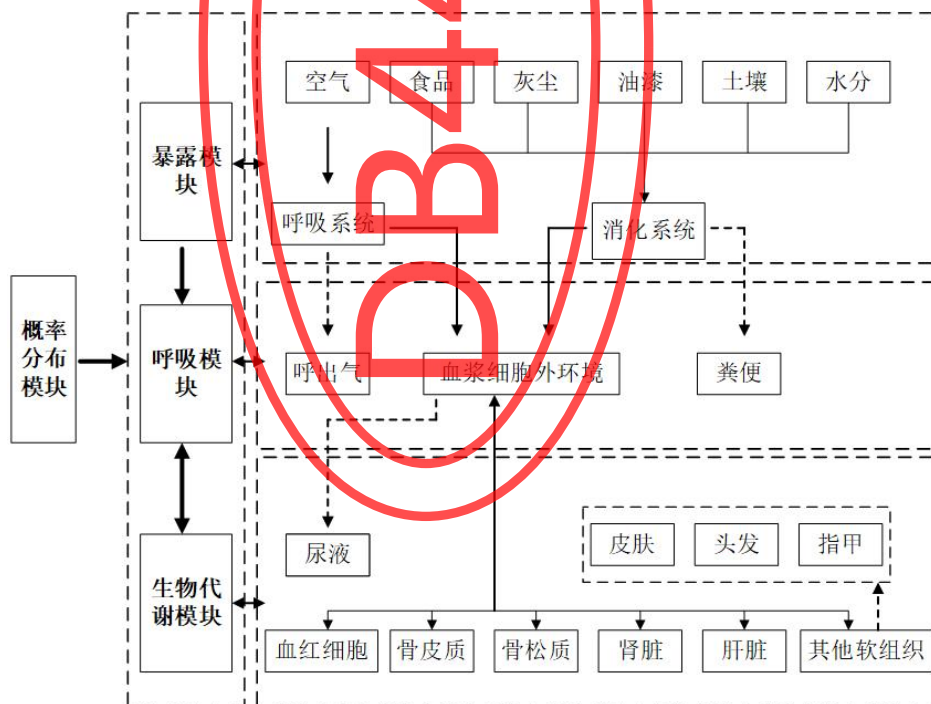 空气
食品
灰尘
油漆
土壤
水分
暴露模
块
呼吸系统
消化系统
概率
分布
模块
呼吸模
块
呼出气
血浆细胞外环境
粪便
尿液
皮肤
头发
指甲
生物代
谢模块
血红细胞
骨皮质
骨松质
肾脏
肝脏
其他软组织
DB4